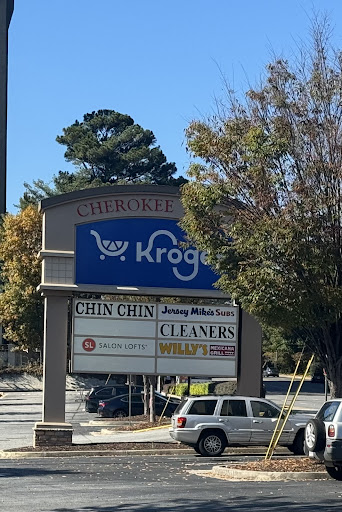 CHEROKEE
Kroger
CHIN CHIN
Jersey Mike's SUBS
CLEANERS
SL SALON LOFTS
WILLY'S MEXICANA GRILL